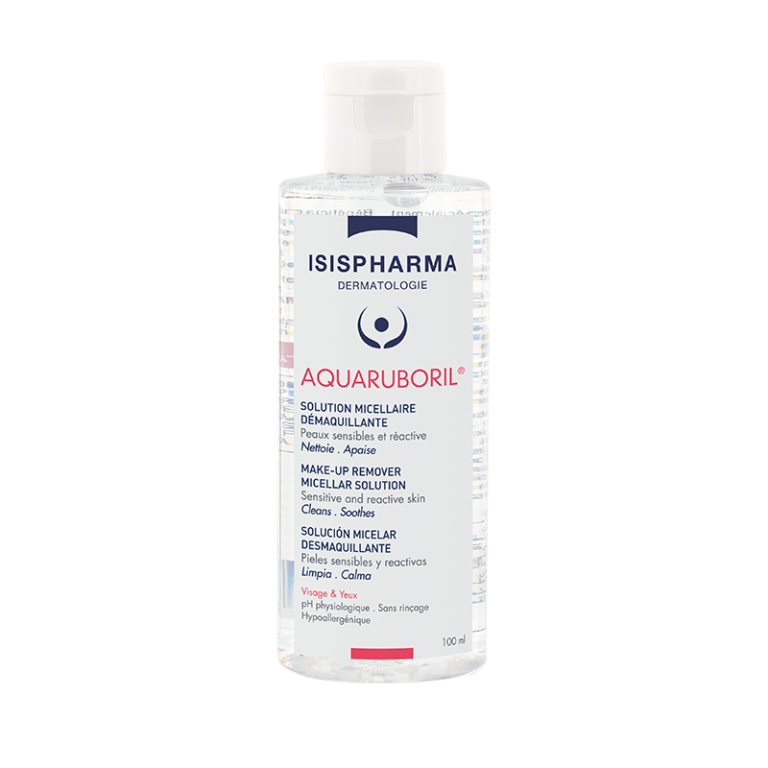 ISISPHARMA
DERMATOLOGIE
AQUARUBORIL®
SOLUTION MICELLAIRE
DÉMAQUILLANTE
Peaux sensibles et réactive
Nettoie . Apaise
MAKE-UP REMOVER
MICELLAR SOLUTION
Sensitive and reactive skin
Cleans . Soothes
SOLUCIÓN MICELAR
DESMAQUILLANTE
Pieles sensibles y reactivas
Limpia . Calma
Visage & Yeux
pH physiologique . Sans rinçage
Hypoallergénique
100 ml